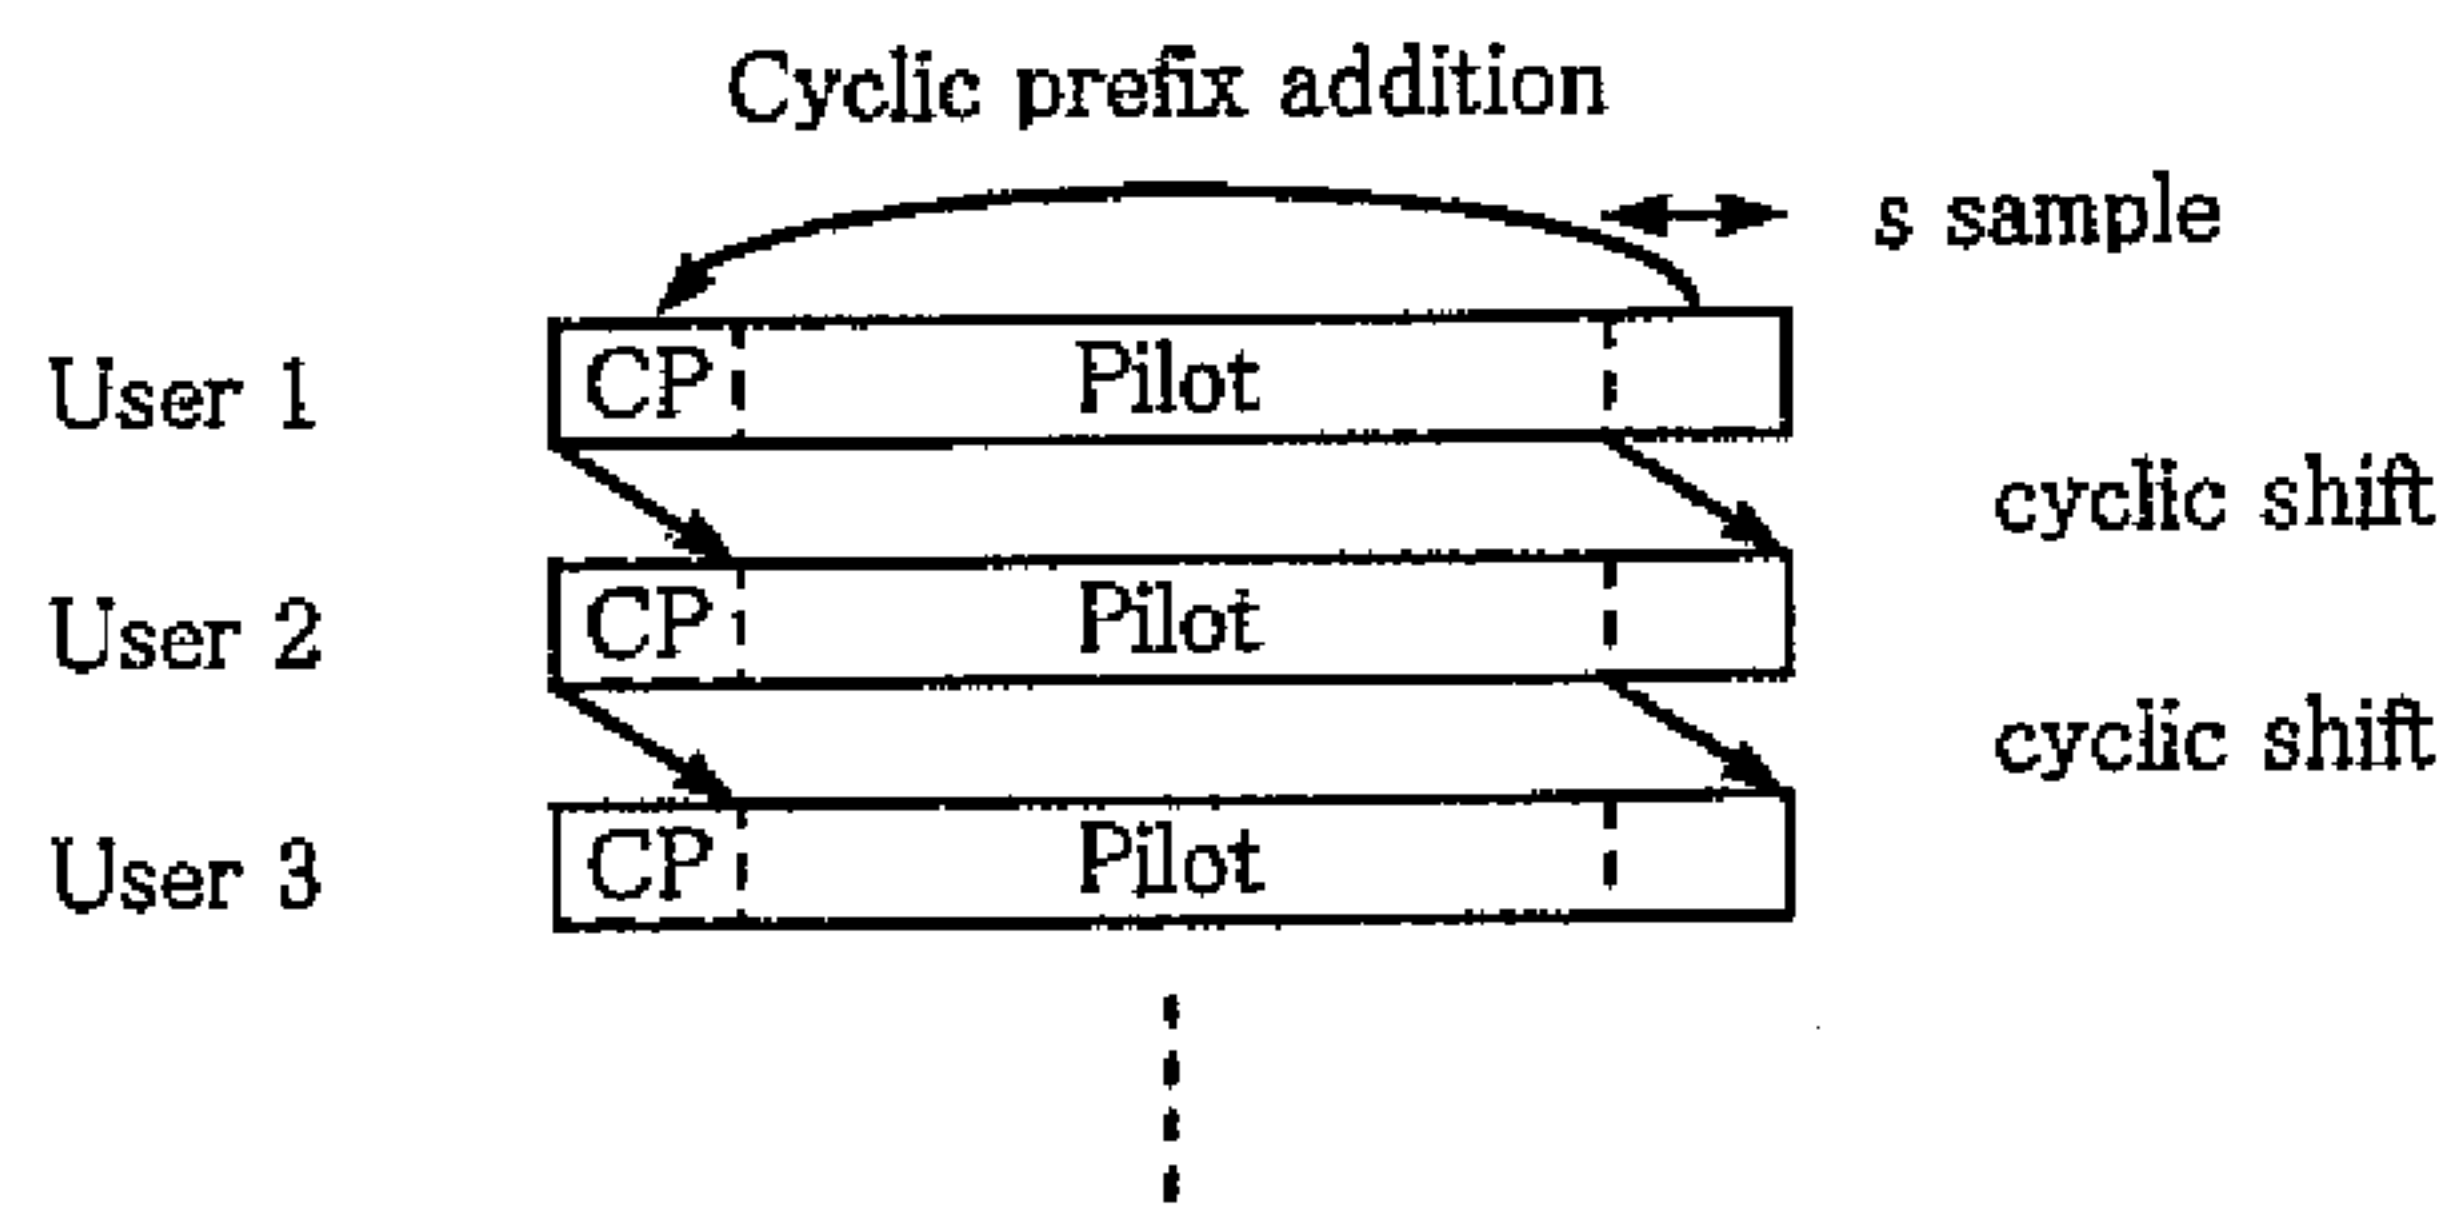 Cyclic prefix addition
s sample
User 1 CP Pilot
cyclic shift
User 2 CP Pilot
cyclic shift
User 3 CP Pilot